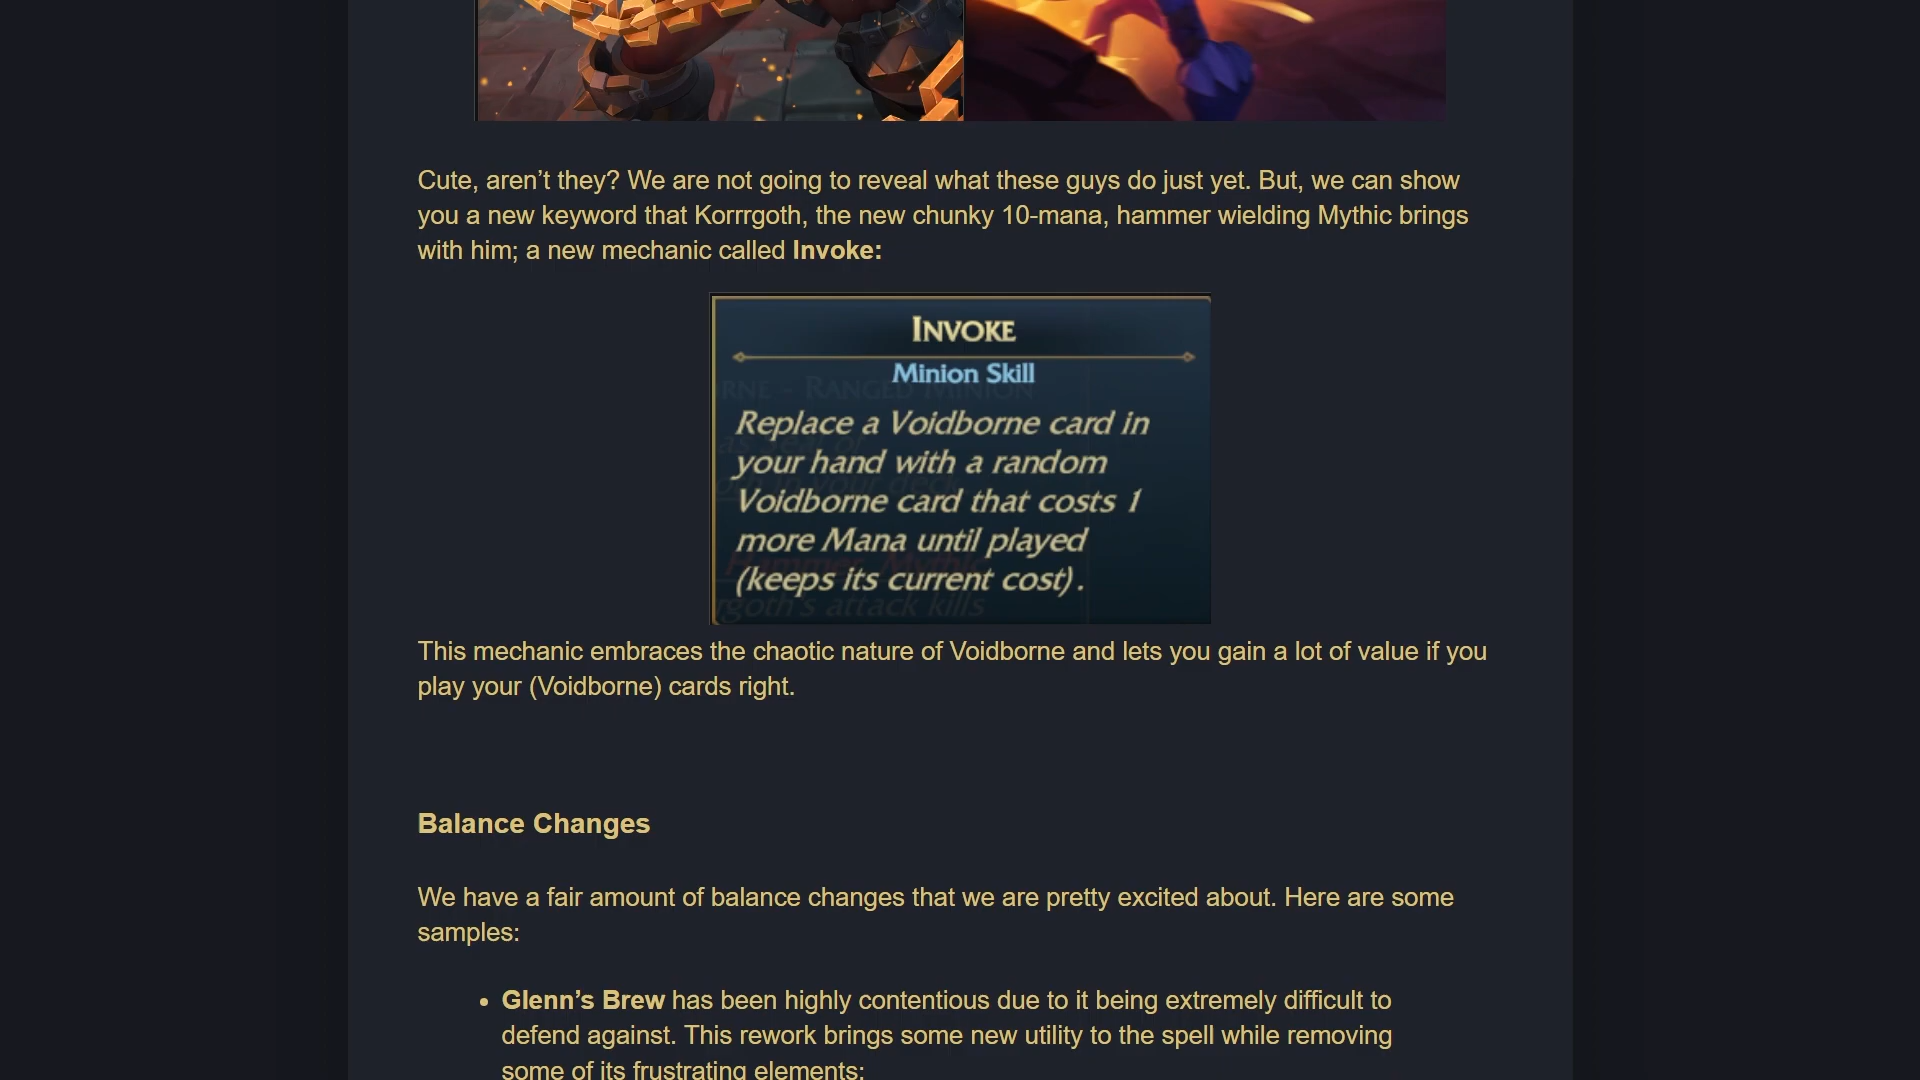 Cute, aren’t they? We are not going to reveal what these guys do just yet. But, we can show
you a new keyword that Korrrgoth, the new chunky 10-mana, hammer wielding Mythic brings
with him; a new mechanic called Invoke:
INVOKE
Minion Skill
Replace a Voidborne card in
your hand with a random
Voidborne card that costs 1
more Mana until played
(keeps its current cost).
This mechanic embraces the chaotic nature of Voidborne and lets you gain a lot of value if you
play your (Voidborne) cards right.
Balance Changes
We have a fair amount of balance changes that we are pretty excited about. Here are some
samples:
• Glenn’s Brew has been highly contentious due to it being extremely difficult to
defend against. This rework brings some new utility to the spell while removing
some of its frustrating elements: